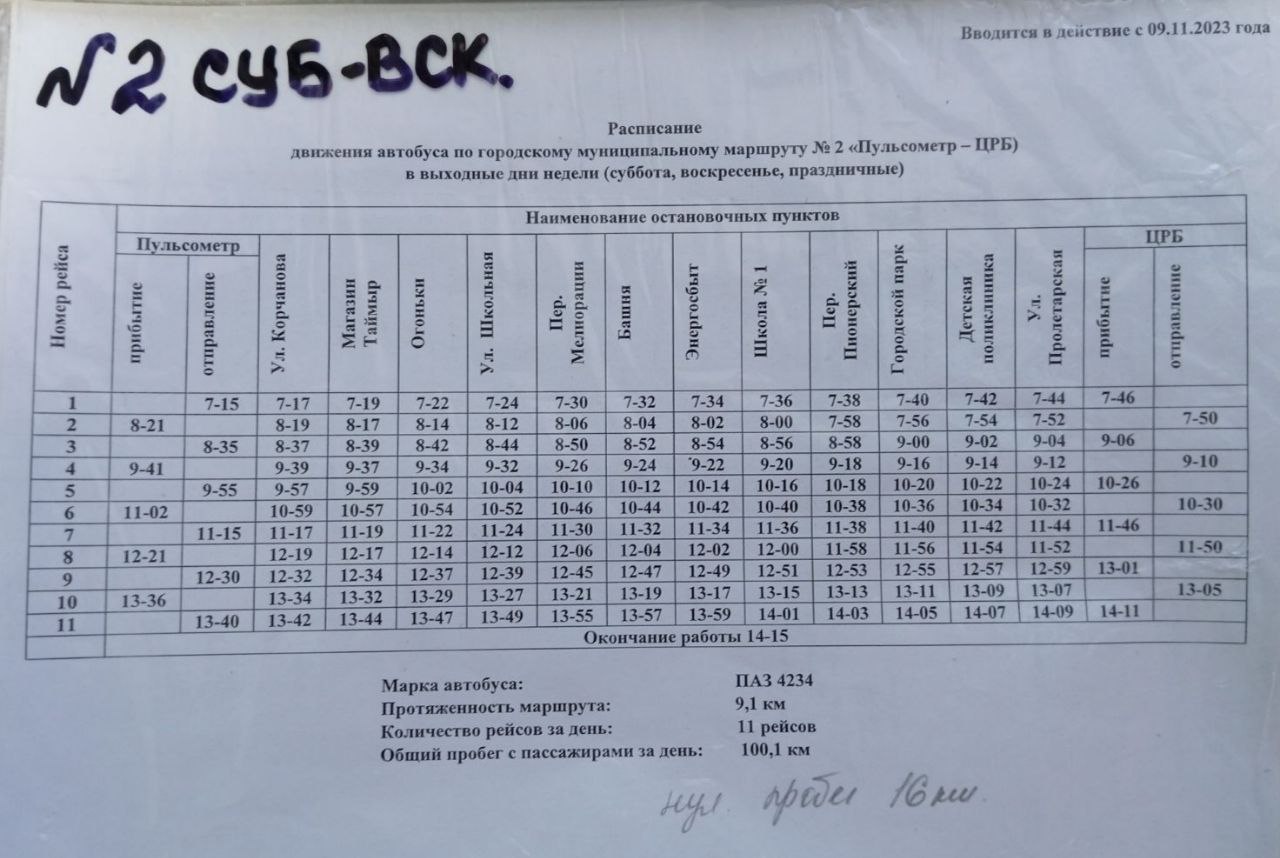 Вводится в действие с 09.11.2023 года
№2 СУБ-ВСК.
Расписание
движения автобуса по городскому муниципальному маршруту № 2 «Пульсометр – ЦРБ)
в выходные дни недели (суббота, воскресенье, праздничные)
Номер рейса Наименование остановочных пунктов
Пульсометр Ул. Корчанова Магазин Таймыр Огоньки Ул. Школьная Пер. Мелиорации Башня Энергосбыт Школа № 1 Пер. Пионерский Городской парк Детская поликлиника Ул. Пролетарская ЦРБ
прибытие отправление прибытие отправление
1 7-15 7-17 7-19 7-22 7-24 7-30 7-32 7-34 7-36 7-38 7-40 7-42 7-44 7-46
2 8-21 8-19 8-17 8-14 8-12 8-06 8-04 8-02 8-00 7-58 7-56 7-54 7-52 7-50
3 8-35 8-37 8-39 8-42 8-44 8-50 8-52 8-54 8-56 8-58 9-00 9-02 9-04 9-06
4 9-41 9-39 9-37 9-34 9-32 9-26 9-24 9-22 9-20 9-18 9-16 9-14 9-12 9-10
5 9-55 9-57 9-59 10-02 10-04 10-10 10-12 10-14 10-16 10-18 10-20 10-22 10-24 10-26
6 11-02 10-59 10-57 10-54 10-52 10-46 10-44 10-42 10-40 10-38 10-36 10-34 10-32 10-30
7 11-15 11-17 11-19 11-22 11-24 11-30 11-32 11-34 11-36 11-38 11-40 11-42 11-44 11-46
8 12-21 12-19 12-17 12-14 12-12 12-06 12-04 12-02 12-00 11-58 11-56 11-54 11-52 11-50
9 12-30 12-32 12-34 12-37 12-39 12-45 12-47 12-49 12-51 12-53 12-55 12-57 12-59 13-01
10 13-36 13-34 13-32 13-29 13-27 13-21 13-19 13-17 13-15 13-13 13-11 13-09 13-07 13-05
11 13-40 13-42 13-44 13-47 13-49 13-55 13-57 13-59 14-01 14-03 14-05 14-07 14-09 14-11
Окончание работы 14-15
Марка автобуса: ПАЗ 4234
Протяженность маршрута: 9,1 км
Количество рейсов за день: 11 рейсов
Общий пробег с пассажирами за день: 100,1 км
нул. пробег 16 км.